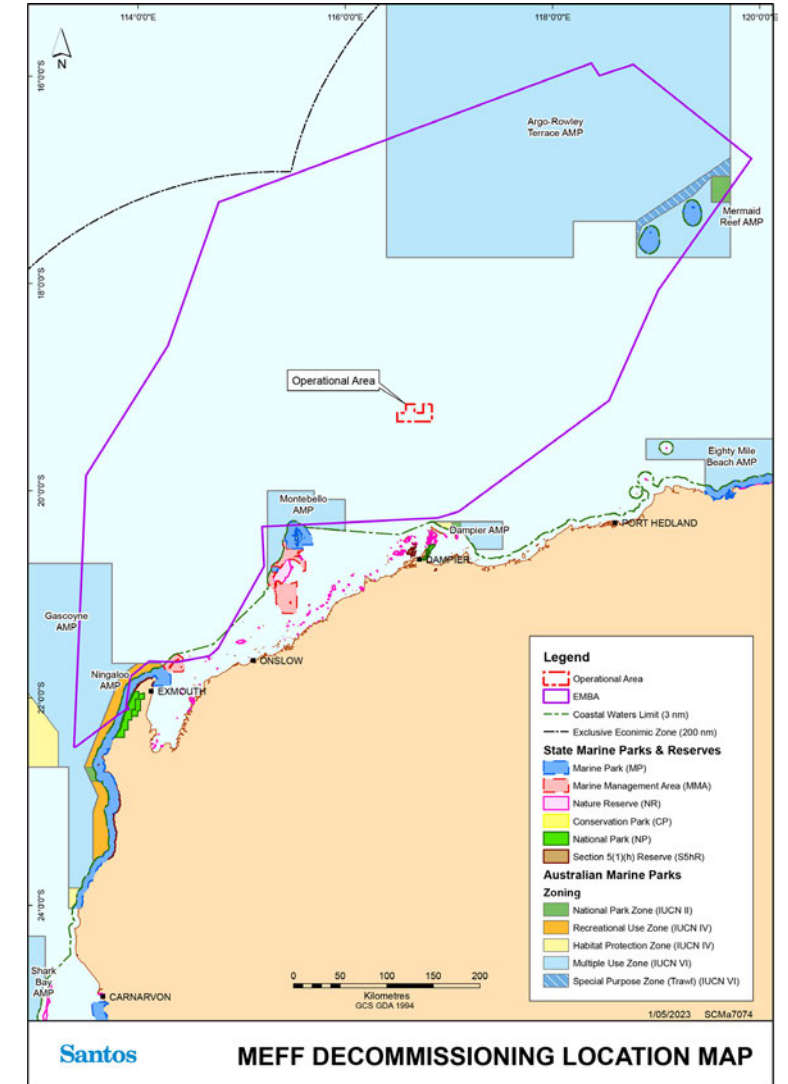 114°0'0"E
116°0'0"E
118°0'0"E
120°0'0"E
N
16°0'0"S
Argo-Rowley
Terrace AMP
Mermaid
Reef AMP
18°0'0"S
Operational Area
20°0'0"S
Eighty Mile
Beach AMP
Montebello
AMP
Dampier AMP
PORT HEDLAND
DAMPIER
Gascoyne
AMP
Ningaloo
AMP
ONSLOW
EXMOUTH
22°0'0"S
24°0'0"S
Shark
Bay
AMP
CARNARVON
Legend
Operational Area
EMBA
Coastal Waters Limit (3 nm)
Exclusive Econimic Zone (200 nm)
State Marine Parks & Reserves
Marine Park (MP)
Marine Management Area (MMA)
Nature Reserve (NR)
Conservation Park (CP)
National Park (NP)
Section 5(1)(h) Reserve (S5hR)
Australian Marine Parks
Zoning
National Park Zone (IUCN II)
Recreational Use Zone (IUCN IV)
Habitat Protection Zone (IUCN IV)
Multiple Use Zone (IUCN VI)
Special Purpose Zone (Trawl) (IUCN VI)
0 50 100 150 200
Kilometres
GCS GDA 1994
1/05/2023 SCMa7074
Santos
MEFF DECOMMISSIONING LOCATION MAP